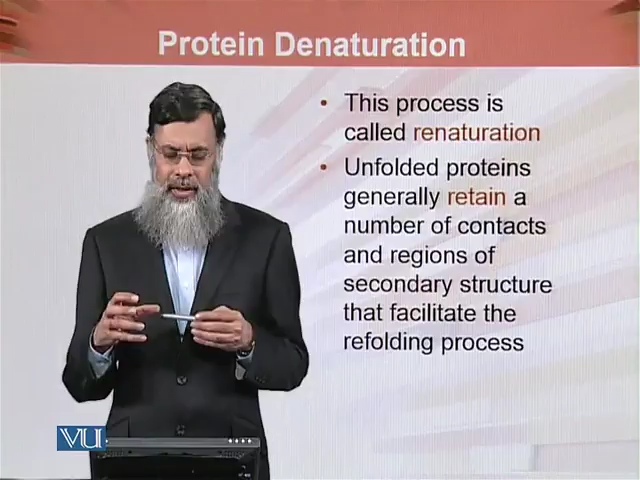 Protein Denaturation
• This process is
called renaturation
• Unfolded proteins
generally retain a
number of contacts
and regions of
secondary structure
that facilitate the
refolding process
VU